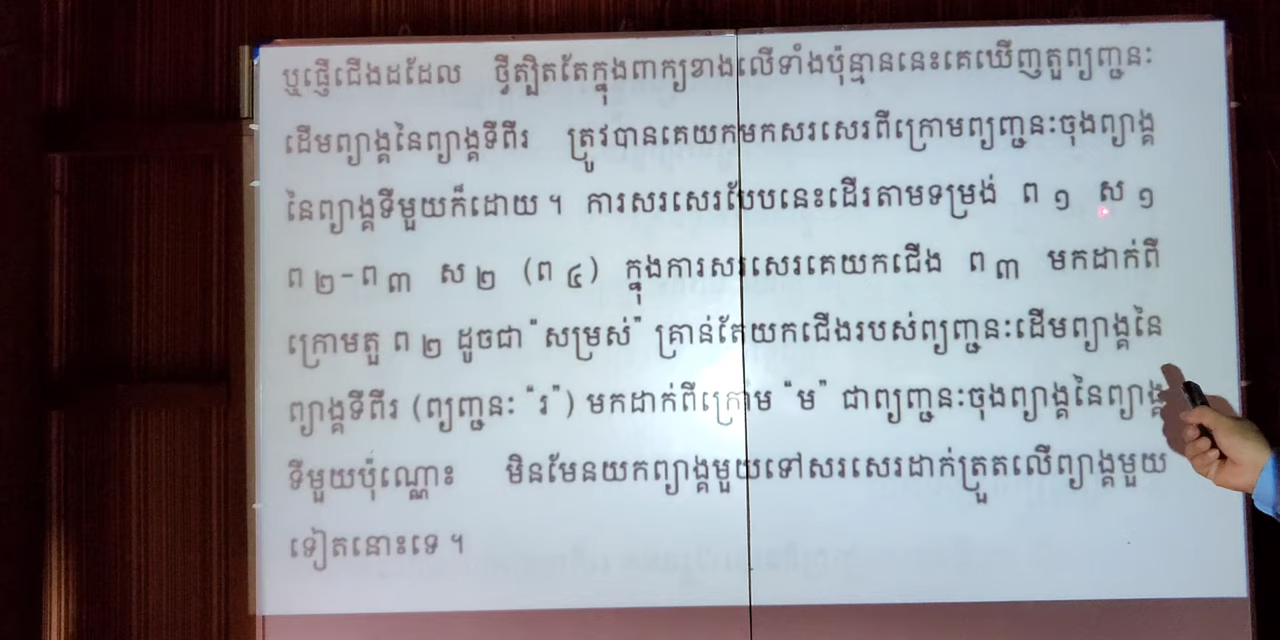 ឬផ្ញើជើងដដែល ថ្វីត្បិតតែក្នុងពាក្យខាងលើទាំងប៉ុន្មាននេះគេឃើញតួព្យញ្ជនៈ
ដើមព្យាង្គនៃព្យាង្គទីពីរ ត្រូវបានគេយកមកសរសេរពីក្រោមព្យញ្ជនៈចុងព្យាង្គ
នៃព្យាង្គទីមួយក៏ដោយ ។ ការសរសេរបែបនេះដើរតាមទម្រង់ ព ១ ស ១
ព ២ - ព ៣ ស ២ (ព ៤) ក្នុងការសរសេរគេយកជើង ព ៣ មកដាក់ពី
ក្រោមតួ ព ២ ដូចជា “សម្រស់” គ្រាន់តែយកជើងរបស់ព្យញ្ជនៈដើមព្យាង្គនៃ
ព្យាង្គទីពីរ (ព្យញ្ជនៈ “រ”) មកដាក់ពីក្រោម “ម” ជាព្យញ្ជនៈចុងព្យាង្គនៃព្យាង្គ
ទីមួយប៉ុណ្ណោះ មិនមែនយកព្យាង្គមួយទៅសរសេរដាក់ត្រួតលើព្យាង្គមួយ
ទៀតនោះទេ ។